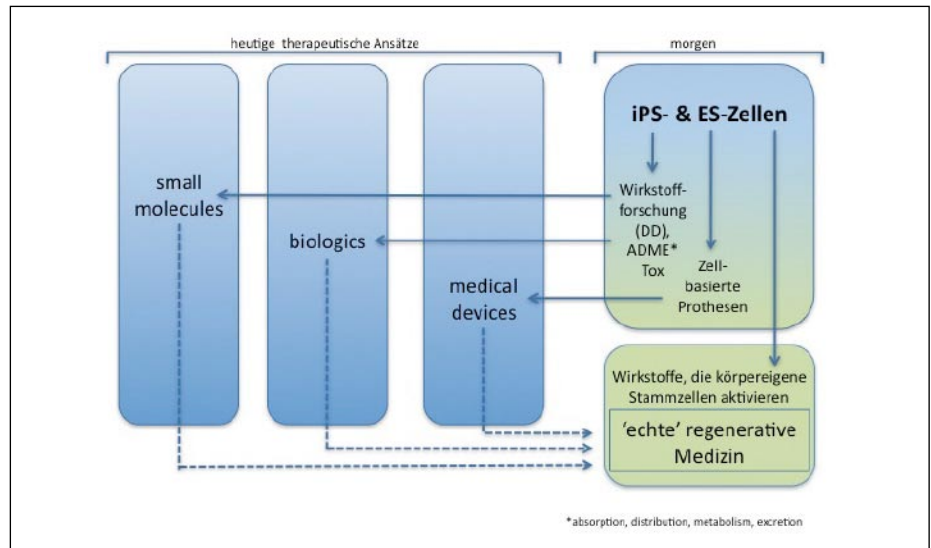 heutige therapeutische Ansätze
morgen
small
molecules
biologics
medical
devices
iPS- & ES-Zellen
Wirkstoff-
forschung
(DD),
ADME*
Tox
Zell-
basierte
Prothesen
Wirkstoffe, die körpereigene
Stammzellen aktivieren
‘echte’ regenerative
Medizin
*absorption, distribution, metabolism, excretion